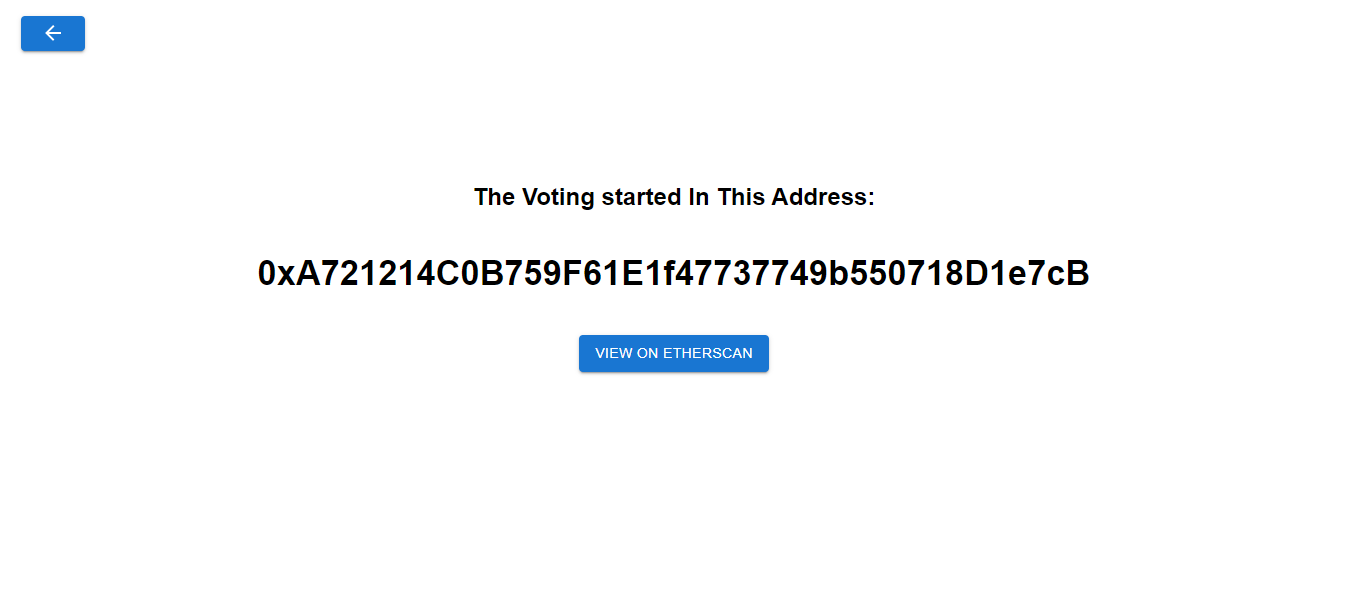 The Voting started In This Address:
0xA721214C0B759F61E1f47737749b550718D1e7cB
VIEW ON ETHERSCAN